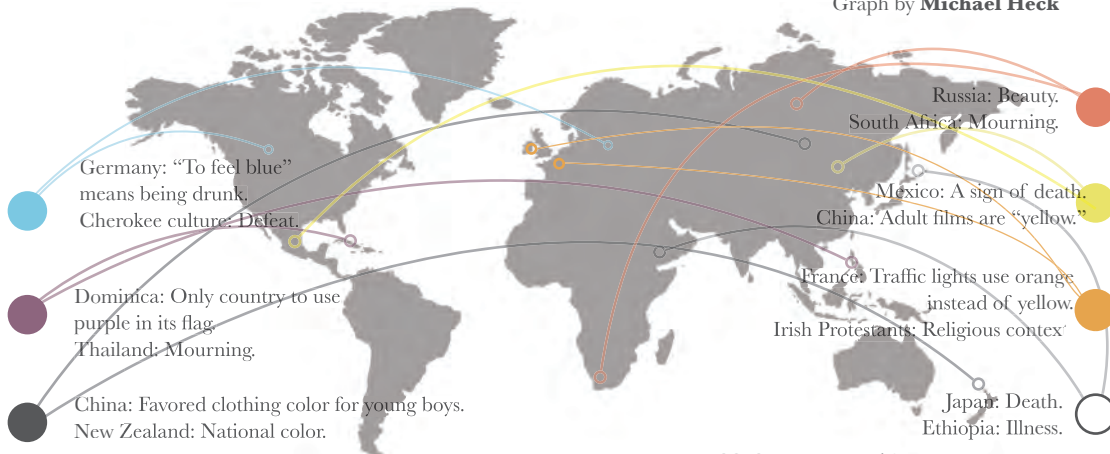 Graph by Michael Heck
Germany: “To feel blue”
means being drunk.
Cherokee culture: Defeat.
Dominica: Only country to use
purple in its flag.
Thailand: Mourning.
China: Favored clothing color for young boys.
New Zealand: National color.
Russia: Beauty.
South Africa: Mourning.
Mexico: A sign of death.
China: Adult films are “yellow.”
France: Traffic lights use orange
instead of yellow.
Irish Protestants: Religious contex
Japan: Death.
Ethiopia: Illness.